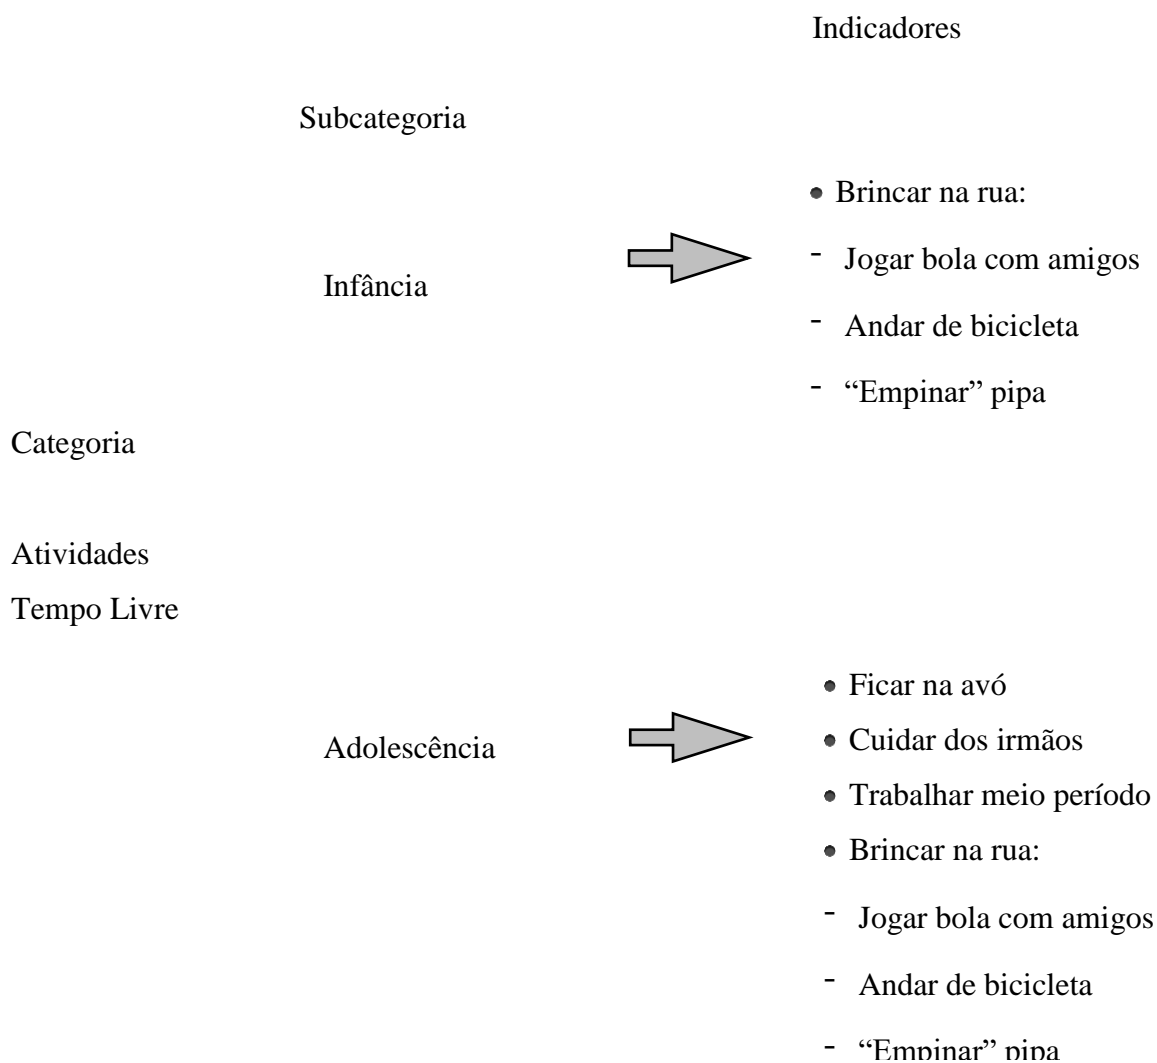 Indicadores
Subcategoria
• Brincar na rua:
- Jogar bola com amigos
Infância
- Andar de bicicleta
- “Empinar” pipa
Categoria
Atividades
Tempo Livre
• Ficar na avó
Adolescência
• Cuidar dos irmãos
• Trabalhar meio período
• Brincar na rua:
- Jogar bola com amigos
- Andar de bicicleta
- “Empinar” pipa